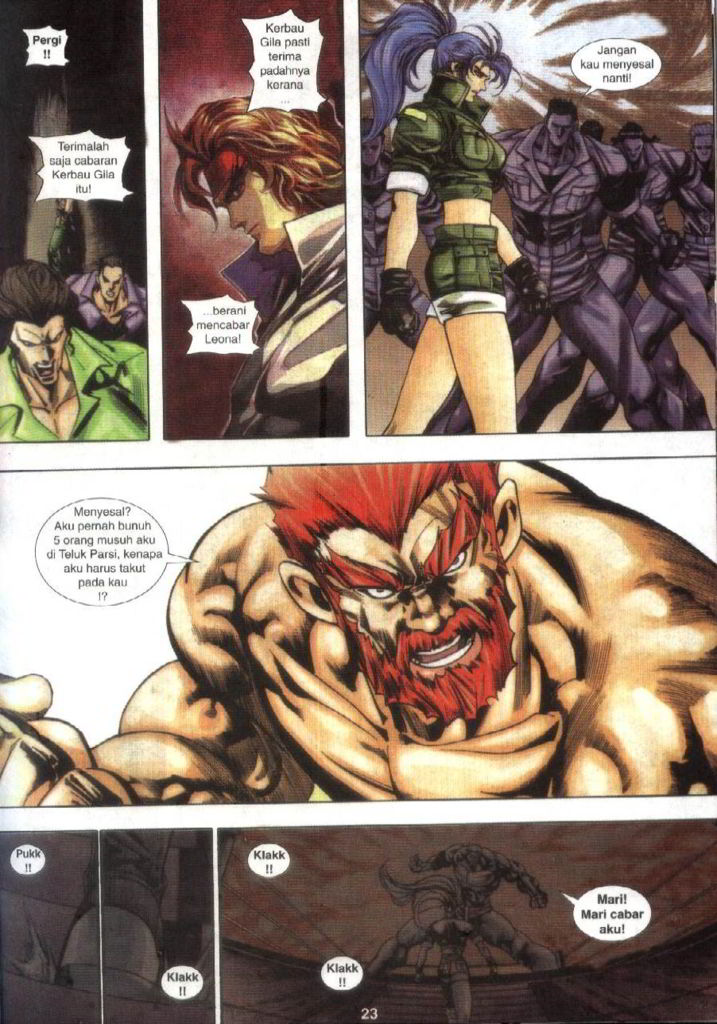 Pergi
!!
Terimalah
saja cabaran
Kerbau Gila
itu!
Kerbau
Gila pasti
terima
padahnya
kerana
...
...berani
mencabar
Leona!
Jangan
kau menyesal
nanti!
Menyesal?
Aku pernah bunuh
5 orang musuh aku
di Teluk Parsi, kenapa
aku harus takut
pada kau
!?
Pukk
!!
Klakk
!!
Klakk
!!
Klakk
!!
Mari!
Mari cabar
aku!
23